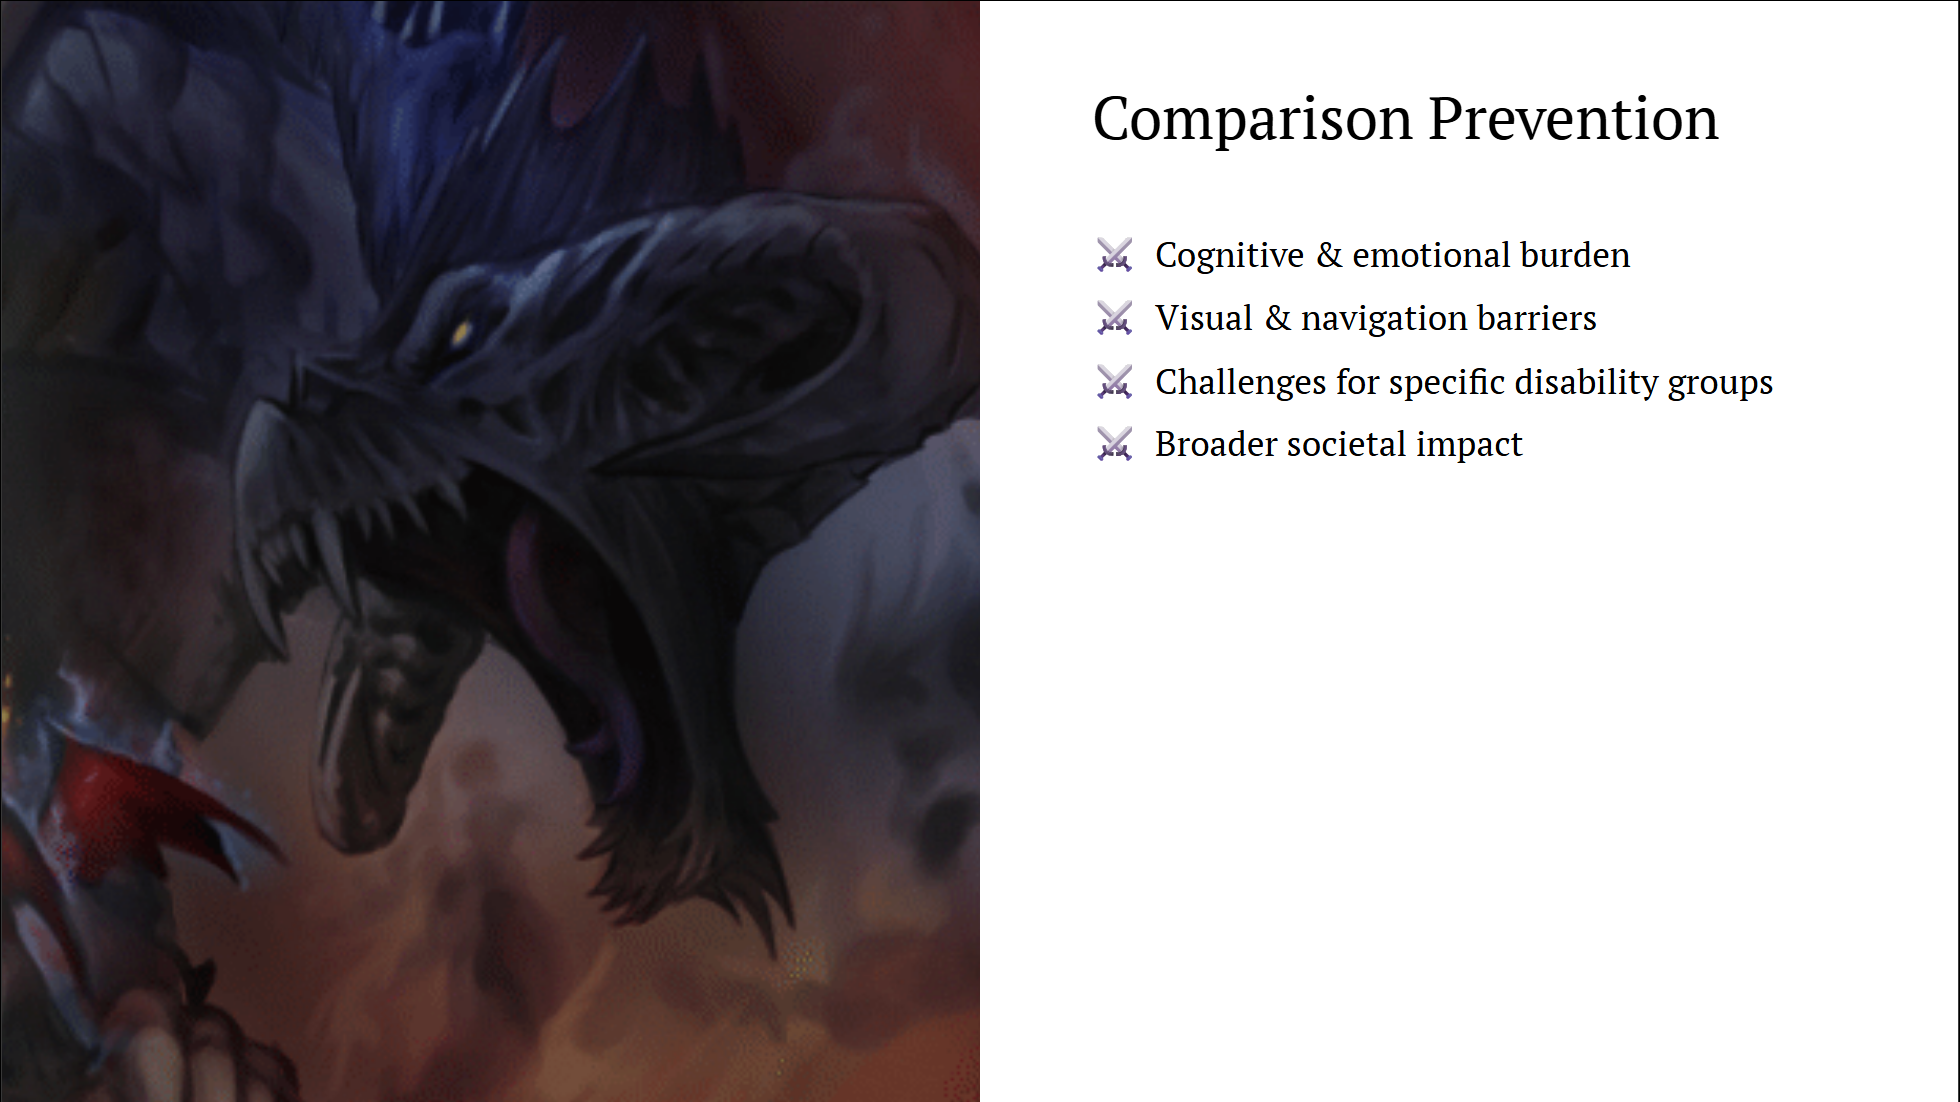 Comparison Prevention
Cognitive & emotional burden
Visual & navigation barriers
Challenges for specific disability groups
Broader societal impact